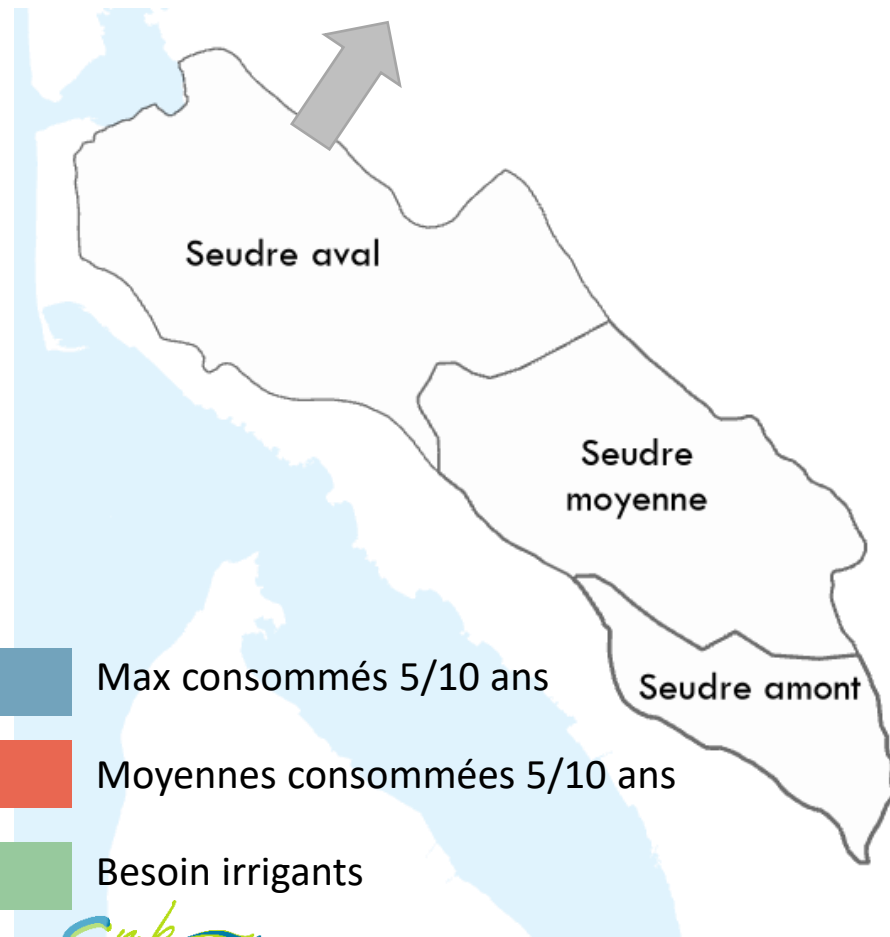 Seudre aval
Seudre
moyenne
Seudre amont
Max consommés 5/10 ans
Moyennes consommées 5/10 ans
Besoin irrigants